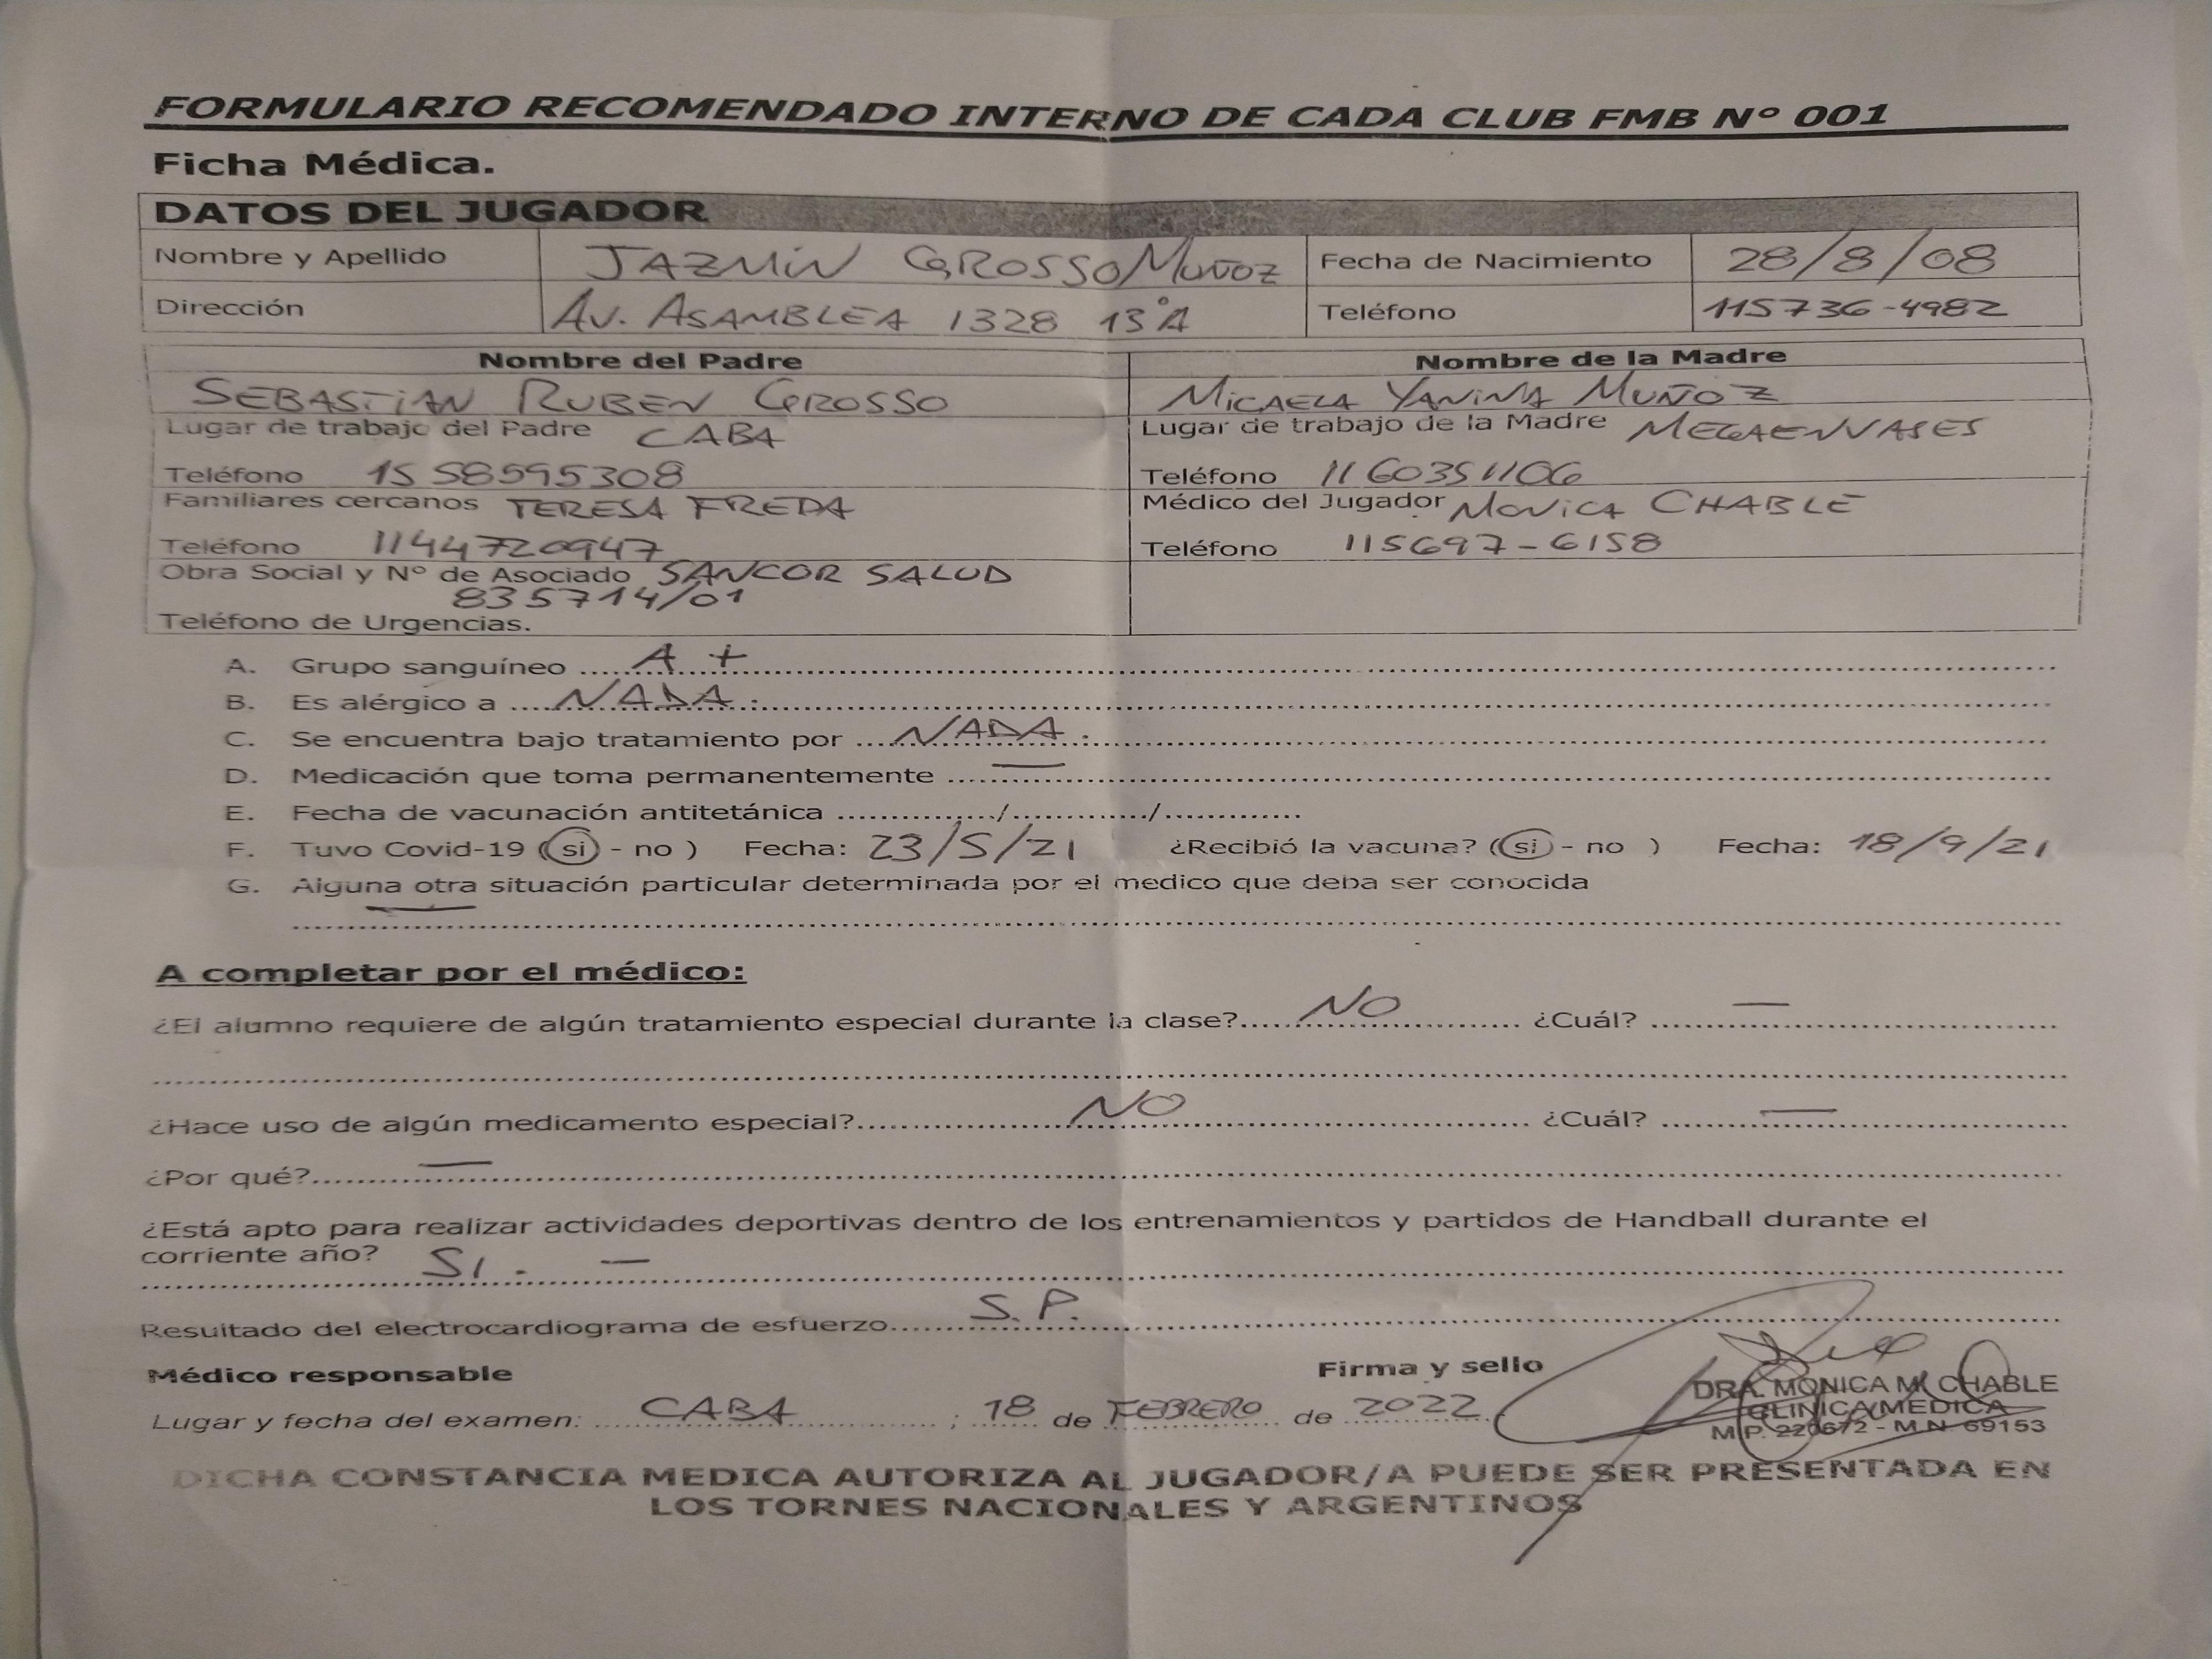 FORMULARIO RECOMENDADO INTERNO DE CADA CLUB FMB Nº 001
Ficha Médica.
DATOS DEL JUGADOR
Nombre y Apellido JAZMÍN GROSSO MUÑOZ Fecha de Nacimiento 28/8/08
Dirección AV. ASAMBLEA 1328 13°A Teléfono 115736-4982
Nombre del Padre Nombre de la Madre
SEBASTIAN RUBEN GROSSO MICAELA YANINA MUÑOZ
Lugar de trabajo del Padre CABA Lugar de trabajo de la Madre MEGAENVASES
Teléfono 15 58595308 Teléfono 1160351106
Familiares cercanos TERESA FREDA Médico del Jugador MONICA CHABLE
Teléfono 1144720947 Teléfono 115697-6158
Obra Social y Nº de Asociado SANCOR SALUD
835714/01
Teléfono de Urgencias.
A. Grupo sanguíneo ..... A + .....
B. Es alérgico a .... NADA. .....
C. Se encuentra bajo tratamiento por .... NADA. .....
D. Medicación que toma permanentemente .... — .....
E. Fecha de vacunación antitetánica ................/............../..............
F. Tuvo Covid-19 (si - no ) Fecha: 23/5/21 ¿Recibió la vacuna? (si - no ) Fecha: 18/9/21
G. Alguna otra situación particular determinada por el medico que deba ser conocida
—
A completar por el médico:
¿El alumno requiere de algún tratamiento especial durante la clase?..... NO ..... ¿Cuál? ..... — .....
¿Hace uso de algún medicamento especial?..... NO ..... ¿Cuál? ..... — .....
¿Por qué?..... — .....
¿Está apto para realizar actividades deportivas dentro de los entrenamientos y partidos de Handball durante el
corriente año? SI. —
Resultado del electrocardiograma de esfuerzo..... S.P. .....
Médico responsable Firma y sello
Lugar y fecha del examen: ..... CABA ..... ; 18 de FEBRERO de 2022
DRA. MONICA M. CHABLE
CLINICA MEDICA
M.P. 220672 - M.N. 69153
DICHA CONSTANCIA MEDICA AUTORIZA AL JUGADOR/A PUEDE SER PRESENTADA EN
LOS TORNES NACIONALES Y ARGENTINOS